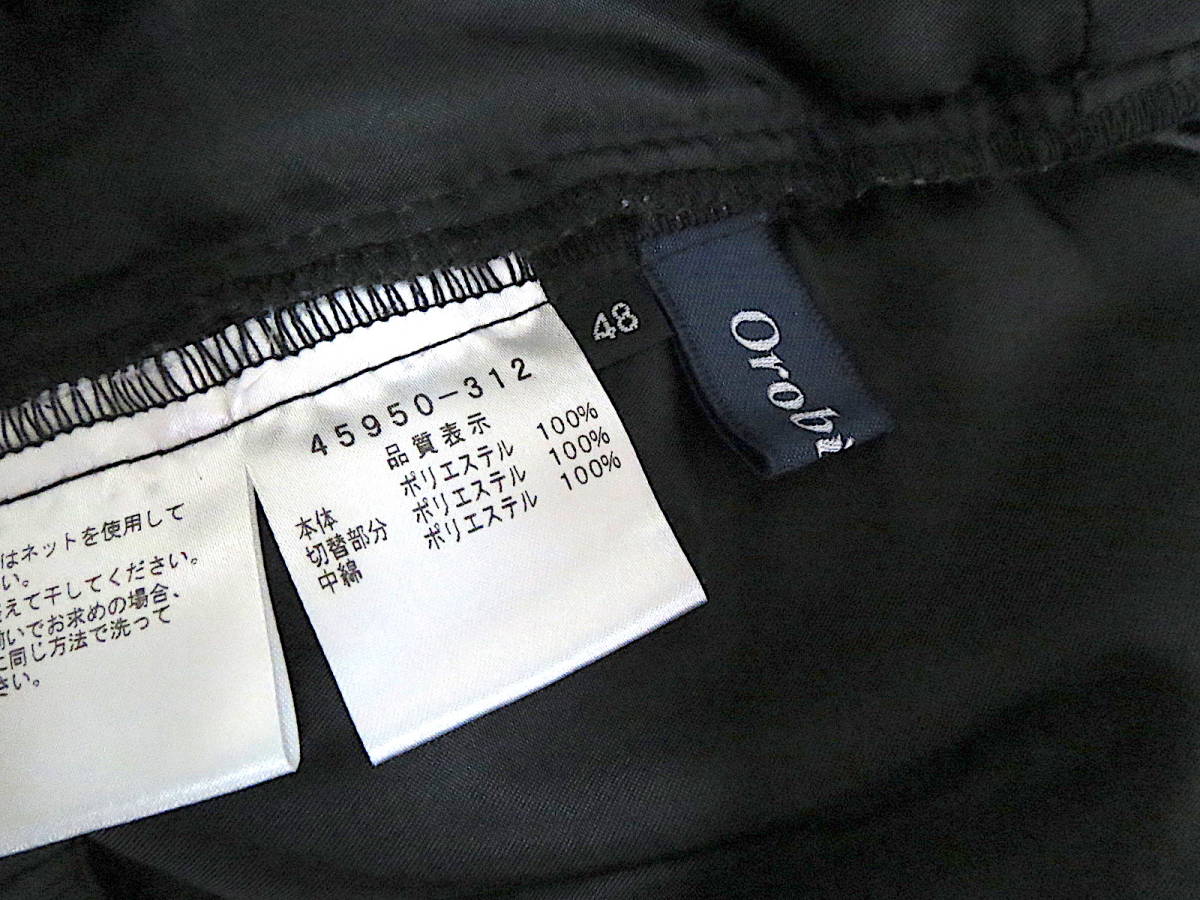 48
Orobi
45950-312
品質表示
本体 ポリエステル 100%
切替部分 ポリエステル 100%
中綿 ポリエステル 100%
はネットを使用して
い。
えて干してください。
いでお求めの場合、
に同じ方法で洗って
さい。